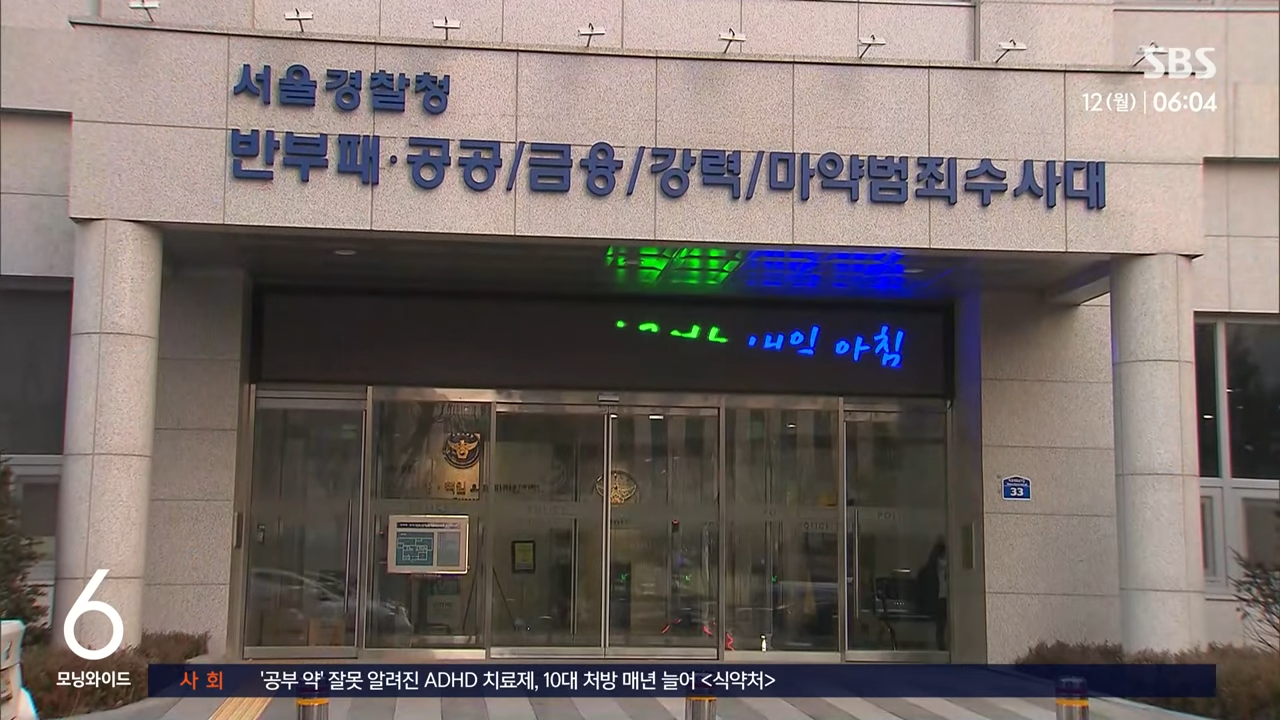 SBS
12(월) | 06:04
서울경찰청
반부패·공공/금융/강력/마약범죄수사대
아침
33
6
모닝와이드
사회 '공부 약' 잘못 알려진 ADHD 치료제, 10대 처방 매년 늘어 <식약처>